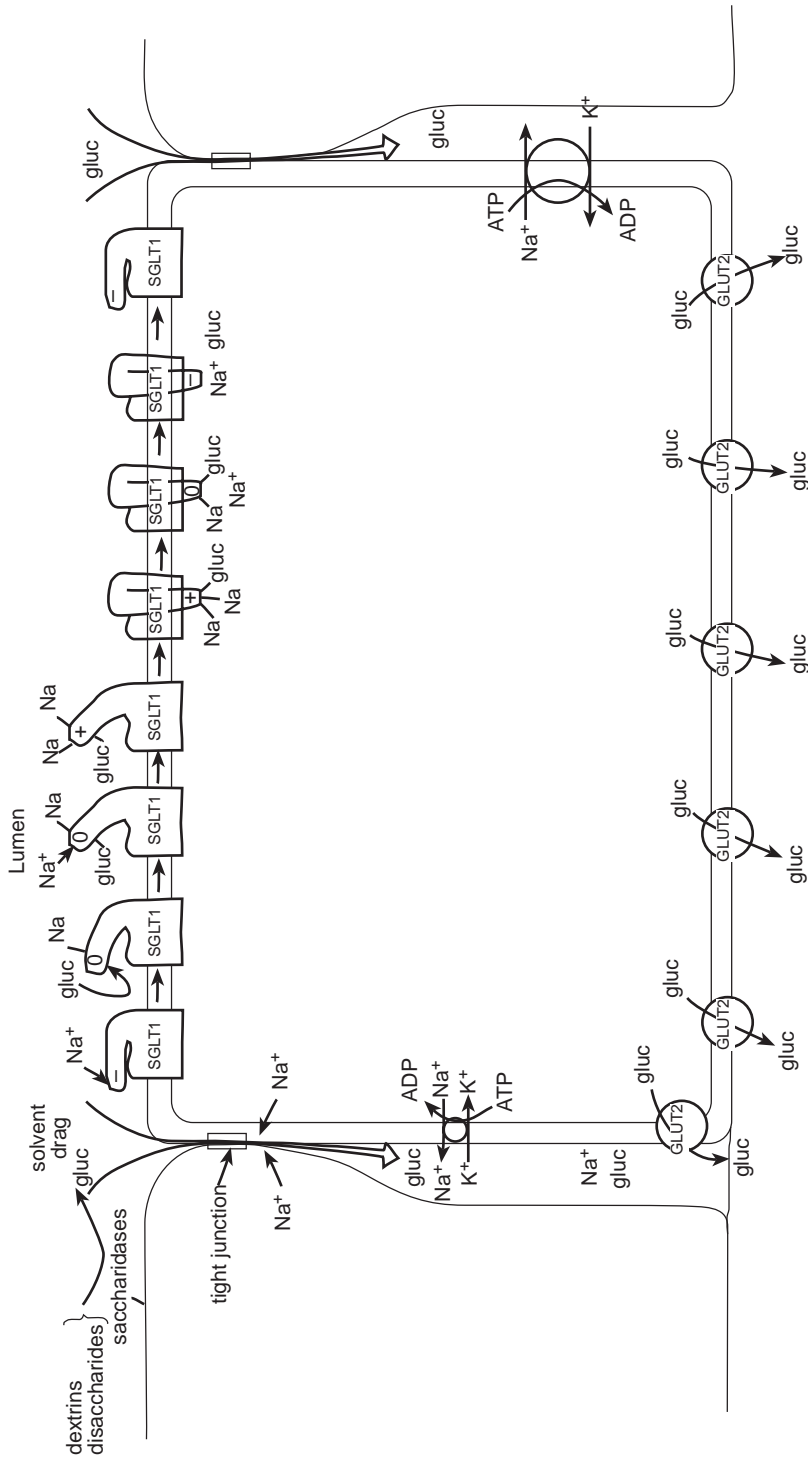 Lumen
dextrins
disaccharides
saccharidases
solvent
drag
gluc
tight junction
Na+
Na+
Na+
–
SGLT1
gluc
Na
0
SGLT1
Na+
Na
0
gluc
SGLT1
Na
Na
+
gluc
SGLT1
SGLT1
+
Na
Na
gluc
SGLT1
0
Na
gluc
Na+
SGLT1
–
Na+
gluc
–
SGLT1
gluc
gluc
gluc
ADP
Na+
Na+
K+
K+
ATP
Na+
gluc
ATP
Na+
K+
ADP
gluc
GLUT2
gluc
gluc
GLUT2
gluc
gluc
GLUT2
gluc
gluc
GLUT2
gluc
gluc
GLUT2
gluc
gluc
GLUT2
gluc